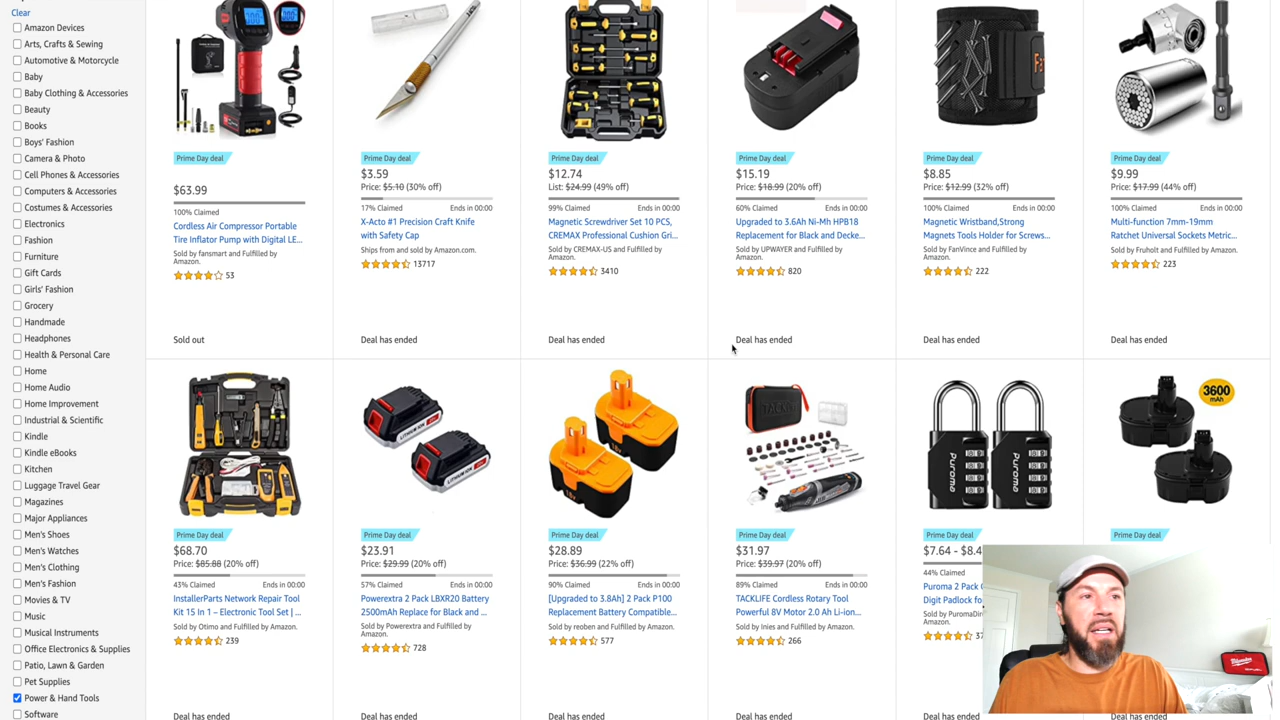 Clear
Amazon Devices
Arts, Crafts & Sewing
Automotive & Motorcycle
Baby
Baby Clothing & Accessories
Beauty
Books
Boys' Fashion
Camera & Photo
Cell Phones & Accessories
Computers & Accessories
Costumes & Accessories
Electronics
Fashion
Furniture
Gift Cards
Girls' Fashion
Grocery
Handmade
Headphones
Health & Personal Care
Home
Home Audio
Home Improvement
Industrial & Scientific
Kindle
Kindle eBooks
Kitchen
Luggage Travel Gear
Magazines
Major Appliances
Men's Shoes
Men's Watches
Men's Clothing
Men's Fashion
Movies & TV
Music
Musical Instruments
Office Electronics & Supplies
Patio, Lawn & Garden
Pet Supplies
Power & Hand Tools
Software
Prime Day deal
$63.99
100% Claimed
Cordless Air Compressor Portable
Tire Inflator Pump with Digital LE...
Sold by fansmart and Fulfilled by
Amazon.
53
Sold out
Prime Day deal
$3.59
Price: $5.10 (30% off)
17% Claimed Ends in 00:00
X-Acto #1 Precision Craft Knife
with Safety Cap
Ships from and sold by Amazon.com.
13717
Deal has ended
Prime Day deal
$12.74
List: $24.99 (49% off)
99% Claimed Ends in 00:00
Magnetic Screwdriver Set 10 PCS,
CREMAX Professional Cushion Gri...
Sold by CREMAX-US and Fulfilled by
Amazon.
3410
Deal has ended
Prime Day deal
$15.19
Price: $18.99 (20% off)
60% Claimed Ends in 00:00
Upgraded to 3.6Ah Ni-Mh HPB18
Replacement for Black and Decke...
Sold by UPWAYER and Fulfilled by
Amazon.
820
Deal has ended
Prime Day deal
$8.85
Price: $12.99 (32% off)
100% Claimed Ends in 00:00
Magnetic Wristband,Strong
Magnets Tools Holder for Screws...
Sold by FanVince and Fulfilled by
Amazon.
222
Deal has ended
Prime Day deal
$9.99
Price: $17.99 (44% off)
100% Claimed Ends in 00:00
Multi-function 7mm-19mm
Ratchet Universal Sockets Metric...
Sold by Fruholt and Fulfilled by Amazon.
223
Deal has ended
Prime Day deal
$68.70
Price: $85.88 (20% off)
43% Claimed Ends in 00:00
InstallerParts Network Repair Tool
Kit 15 In 1 – Electronic Tool Set | ...
Sold by Otimo and Fulfilled by Amazon.
239
Deal has ended
LITHIUM ION
Prime Day deal
$23.91
Price: $29.99 (20% off)
57% Claimed Ends in 00:00
Powerextra 2 Pack LBXR20 Battery
2500mAh Replace for Black and ...
Sold by Powerextra and Fulfilled by
Amazon.
728
Deal has ended
Prime Day deal
$28.89
Price: $36.99 (22% off)
90% Claimed Ends in 00:00
[Upgraded to 3.8Ah] 2 Pack P100
Replacement Battery Compatible...
Sold by reoben and Fulfilled by Amazon.
577
Deal has ended
TACKLIFE
Prime Day deal
$31.97
Price: $39.97 (20% off)
89% Claimed Ends in 00:00
TACKLIFE Cordless Rotary Tool
Powerful 8V Motor 2.0 Ah Li-ion...
Sold by Inies and Fulfilled by Amazon.
266
Deal has ended
Puroma
Puroma
Prime Day deal
$7.64 - $8.4
44% Claimed
Puroma 2 Pack
Digit Padlock fo
Sold by PuromaDir
Amazon.
37
Deal has ended
3600
mAh
Prime Day deal
Milwaukee